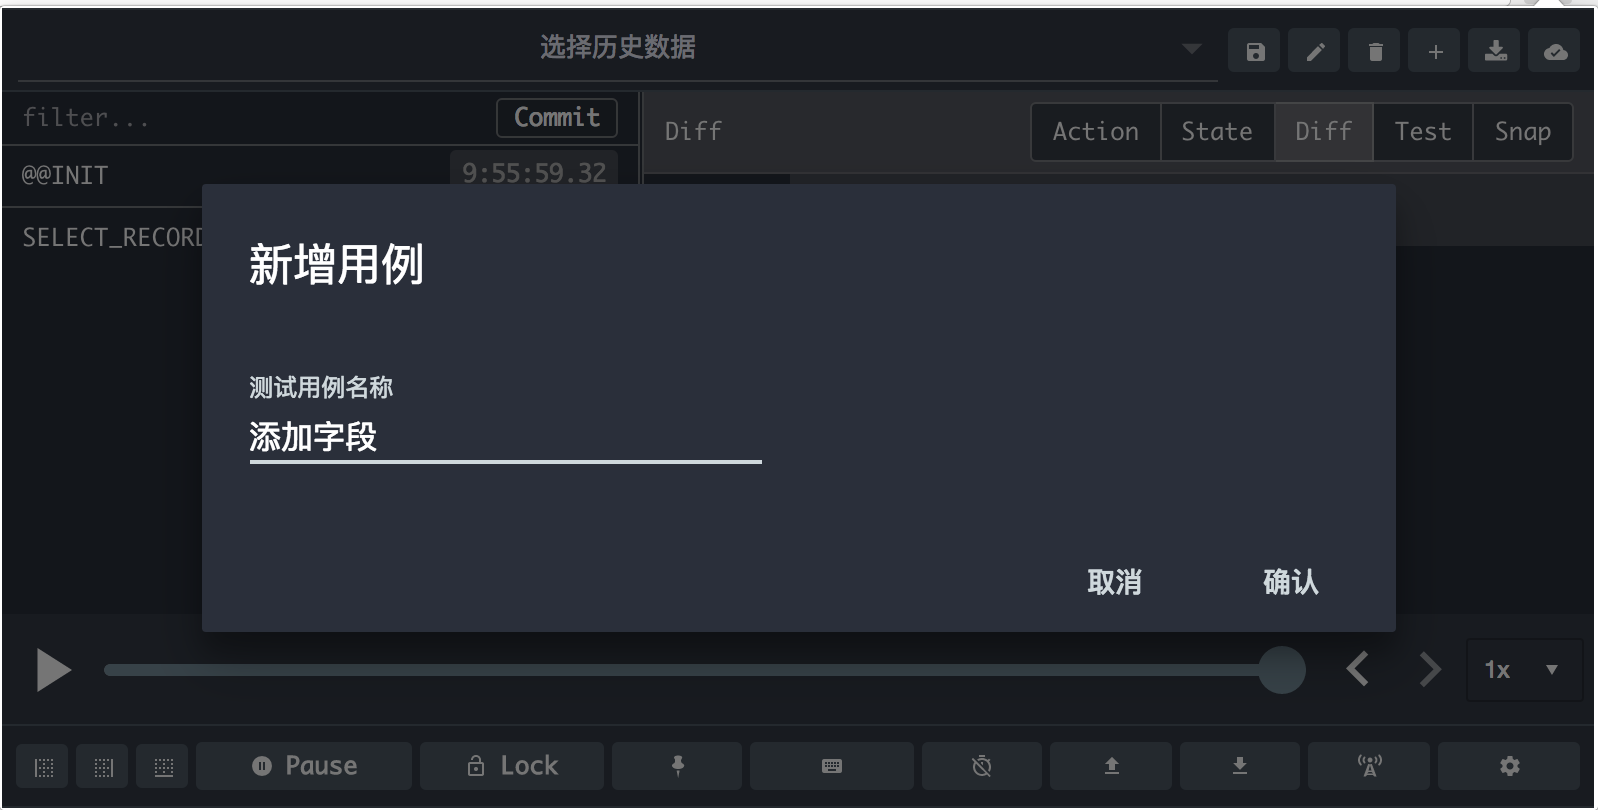 选择历史数据
filter...
Commit
Diff
Action
State
Diff
Test
Snap
@@INIT
9:55:59.32
SELECT_RECORD
新增用例
测试用例名称
添加字段
取消
确认
1x
Pause
Lock